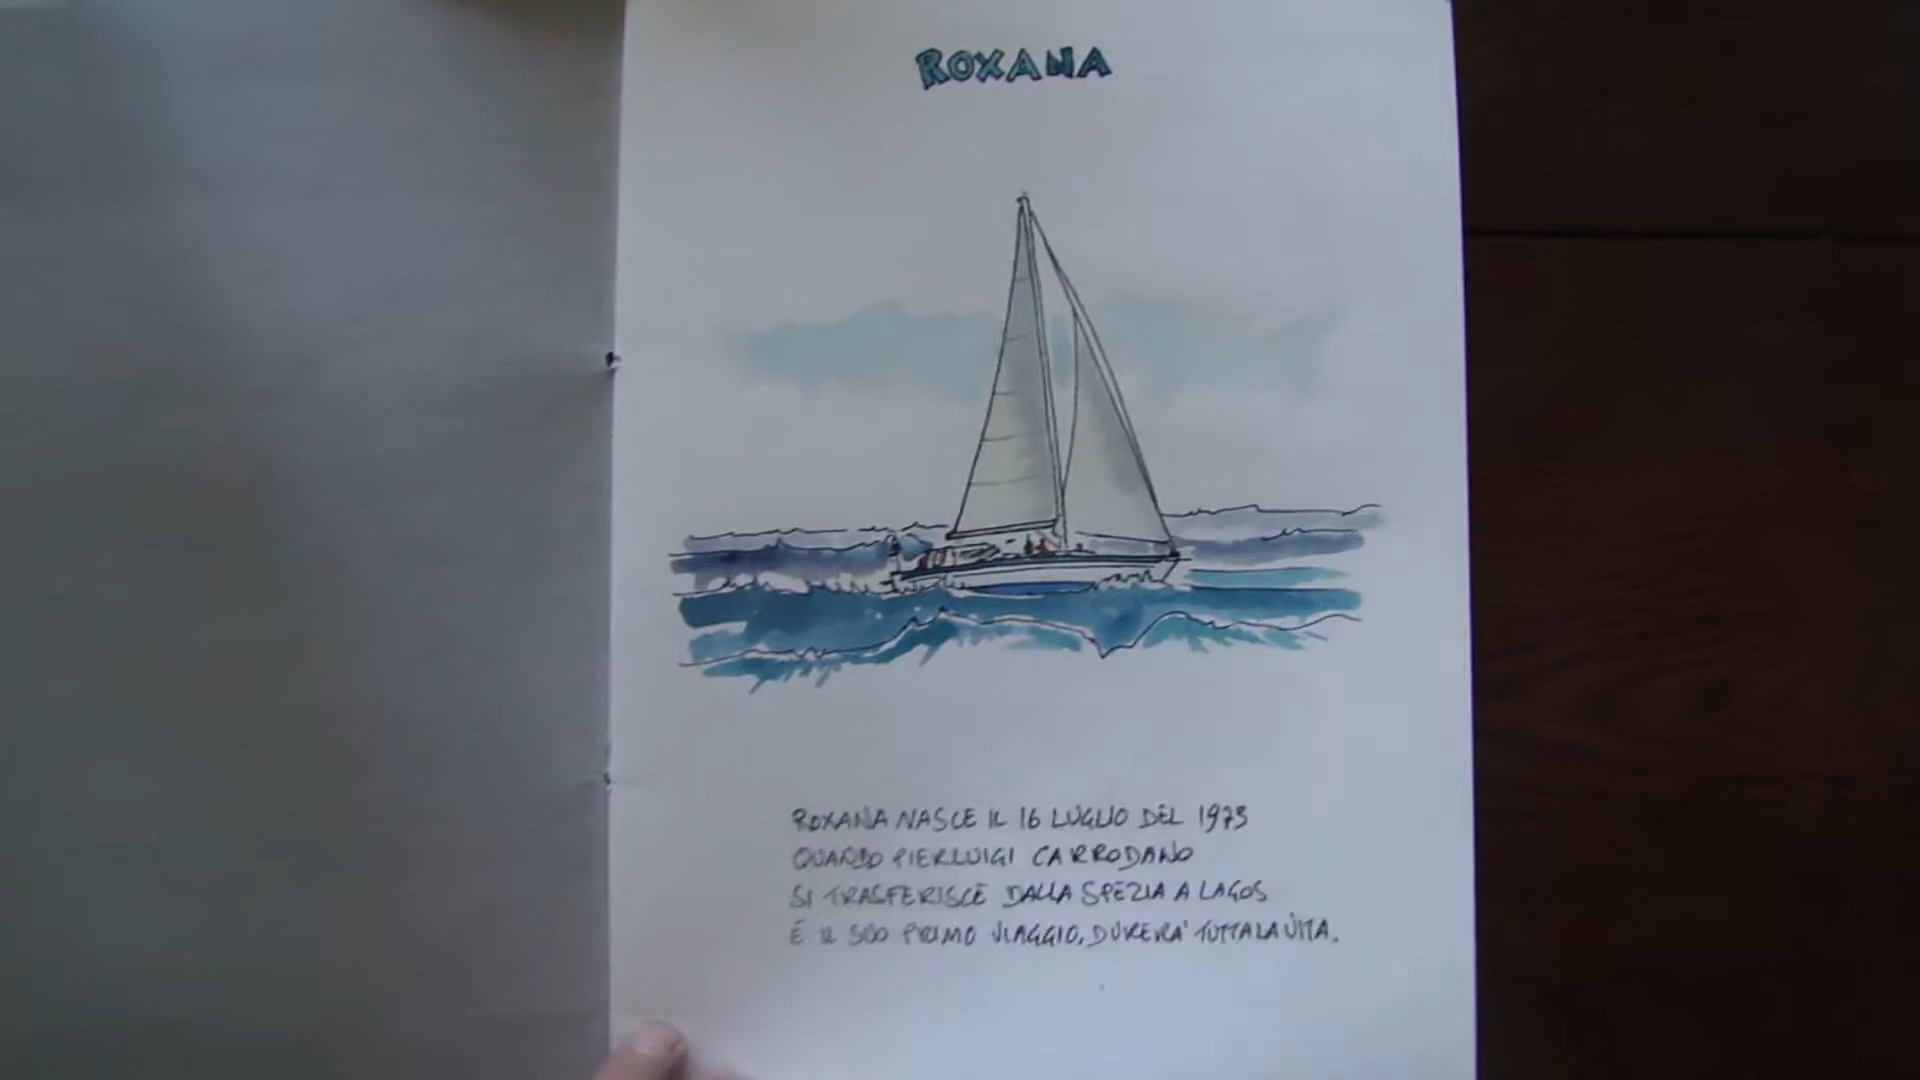 ROXANA
ROXANA NASCE IL 16 LUGLIO DEL 1975
QUANDO PIERLUIGI CARRODANO
SI TRASFERISCE DALLA SPEZIA A LAGOS
È IL SUO PRIMO VIAGGIO, DURERA' TUTTA LA VITA.